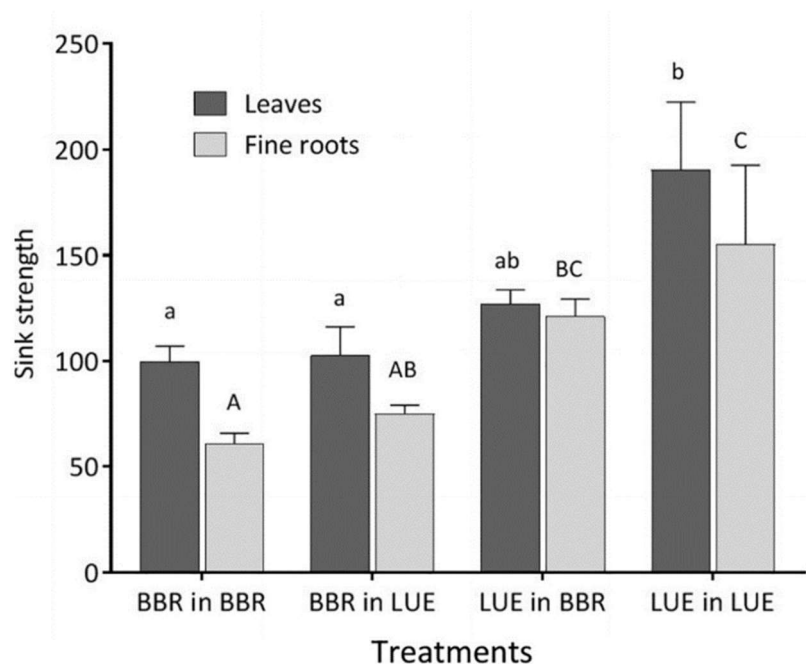 250
200
150
100
50
0
Sink strength
Leaves
Fine roots
a
A
a
AB
ab
BC
b
C
BBR in BBR
BBR in LUE
LUE in BBR
LUE in LUE
Treatments